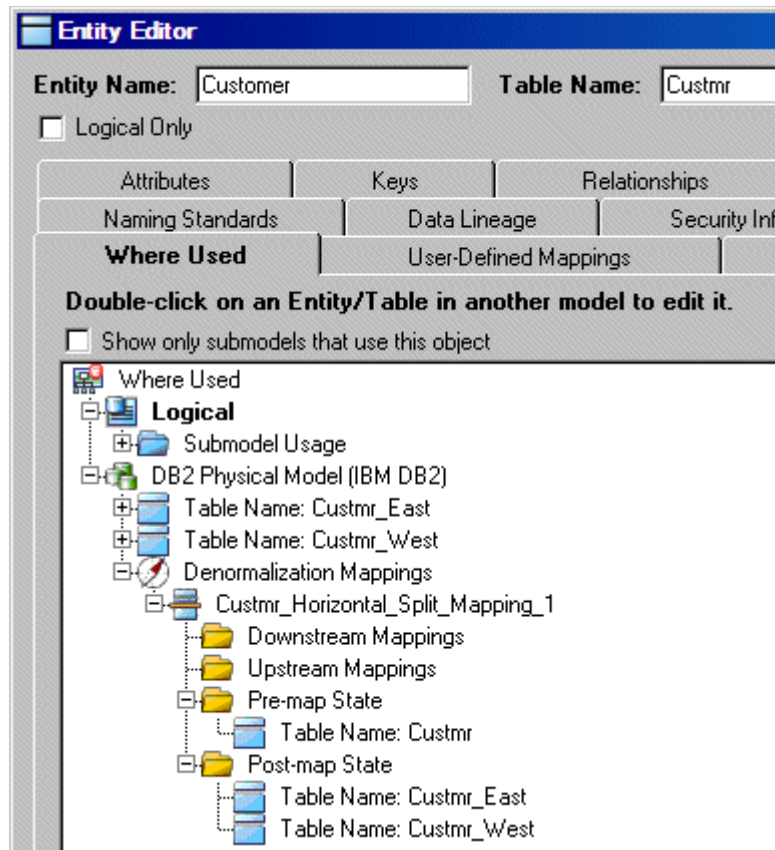 Entity Editor
Entity Name: Customer Table Name: Custmr
Logical Only
Attributes Keys Relationships
Naming Standards Data Lineage Security Inf
Where Used User-Defined Mappings
Double-click on an Entity/Table in another model to edit it.
Show only submodels that use this object
Where Used
Logical
Submodel Usage
DB2 Physical Model (IBM DB2)
Table Name: Custmr_East
Table Name: Custmr_West
Denormalization Mappings
Custmr_Horizontal_Split_Mapping_1
Downstream Mappings
Upstream Mappings
Pre-map State
Table Name: Custmr
Post-map State
Table Name: Custmr_East
Table Name: Custmr_West